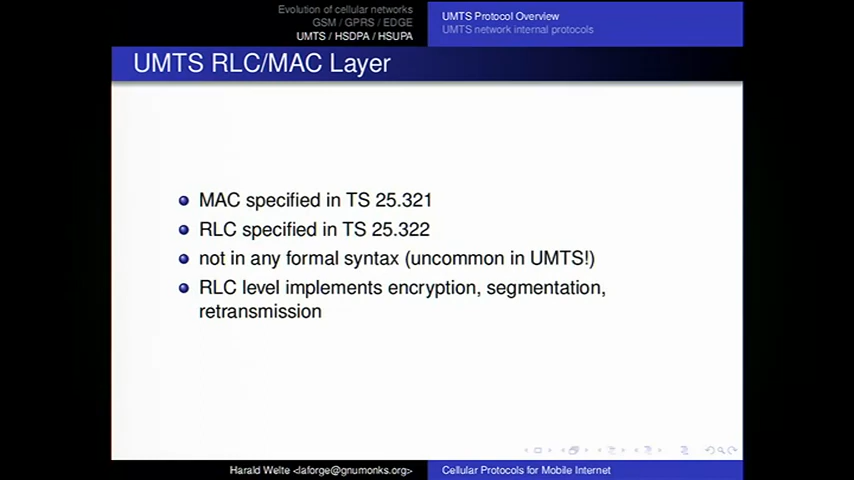 Evolution of cellular networks
GSM / GPRS / EDGE
UMTS / HSDPA / HSUPA
UMTS Protocol Overview
UMTS network internal protocols
UMTS RLC/MAC Layer
MAC specified in TS 25.321
RLC specified in TS 25.322
not in any formal syntax (uncommon in UMTS!)
RLC level implements encryption, segmentation,
retransmission
Harald Welte <laforge@gnumonks.org>
Cellular Protocols for Mobile Internet